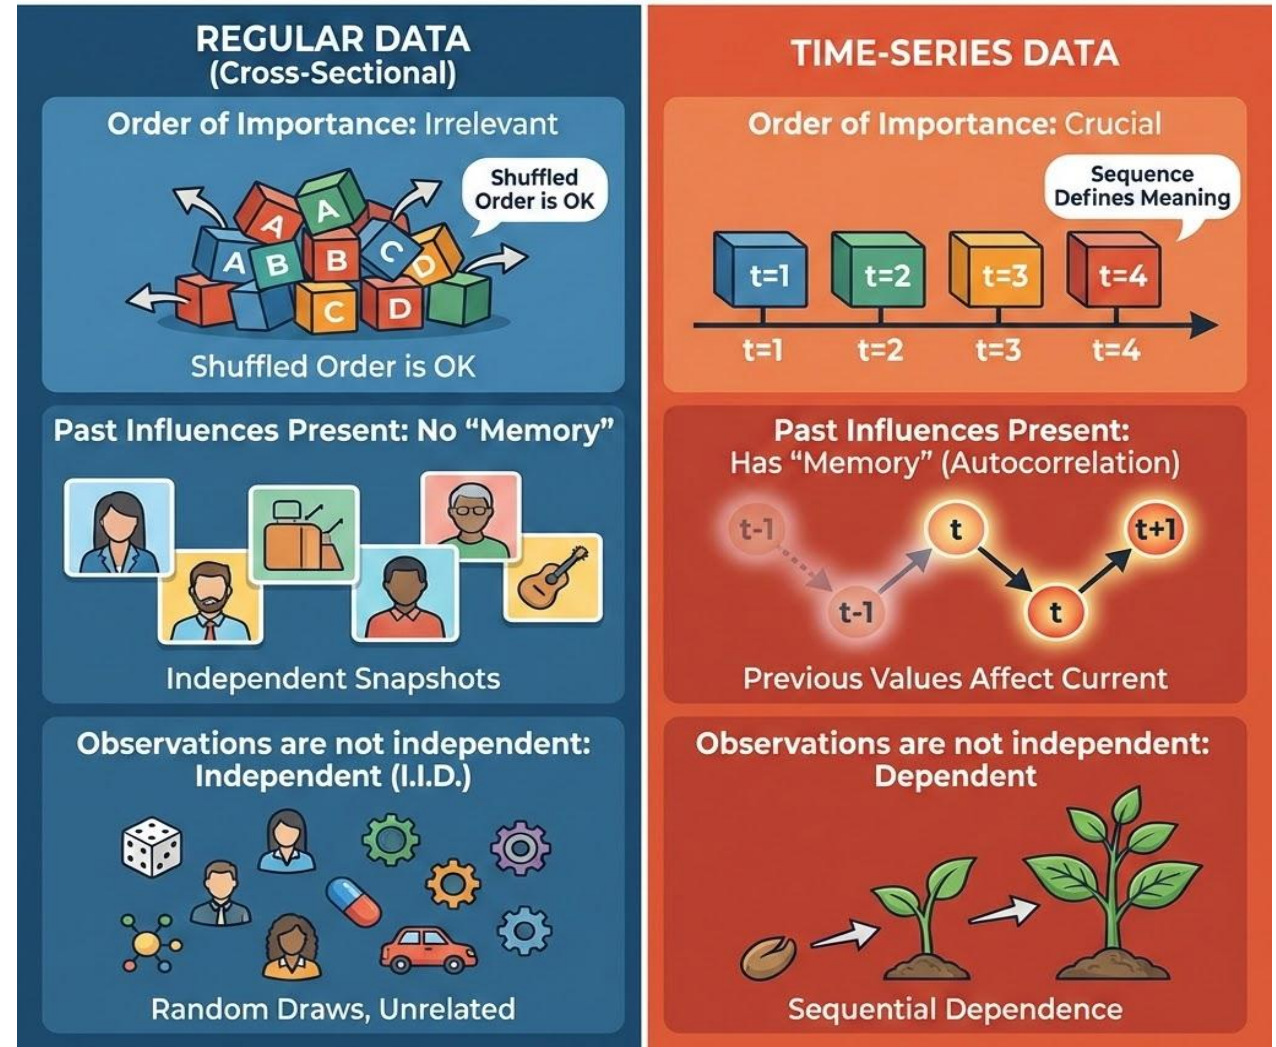 REGULAR DATA
(Cross-Sectional)
Order of Importance: Irrelevant
Shuffled
Order is OK
A
A
A
B
B
C
D
C
D
Shuffled Order is OK
Past Influences Present: No “Memory”
Independent Snapshots
Observations are not independent:
Independent (I.I.D.)
Random Draws, Unrelated
TIME-SERIES DATA
Order of Importance: Crucial
Sequence
Defines Meaning
t=1 t=2 t=3 t=4
t=1 t=2 t=3 t=4
Past Influences Present:
Has “Memory” (Autocorrelation)
t-1 t t+1
t-1 t
Previous Values Affect Current
Observations are not independent:
Dependent
Sequential Dependence